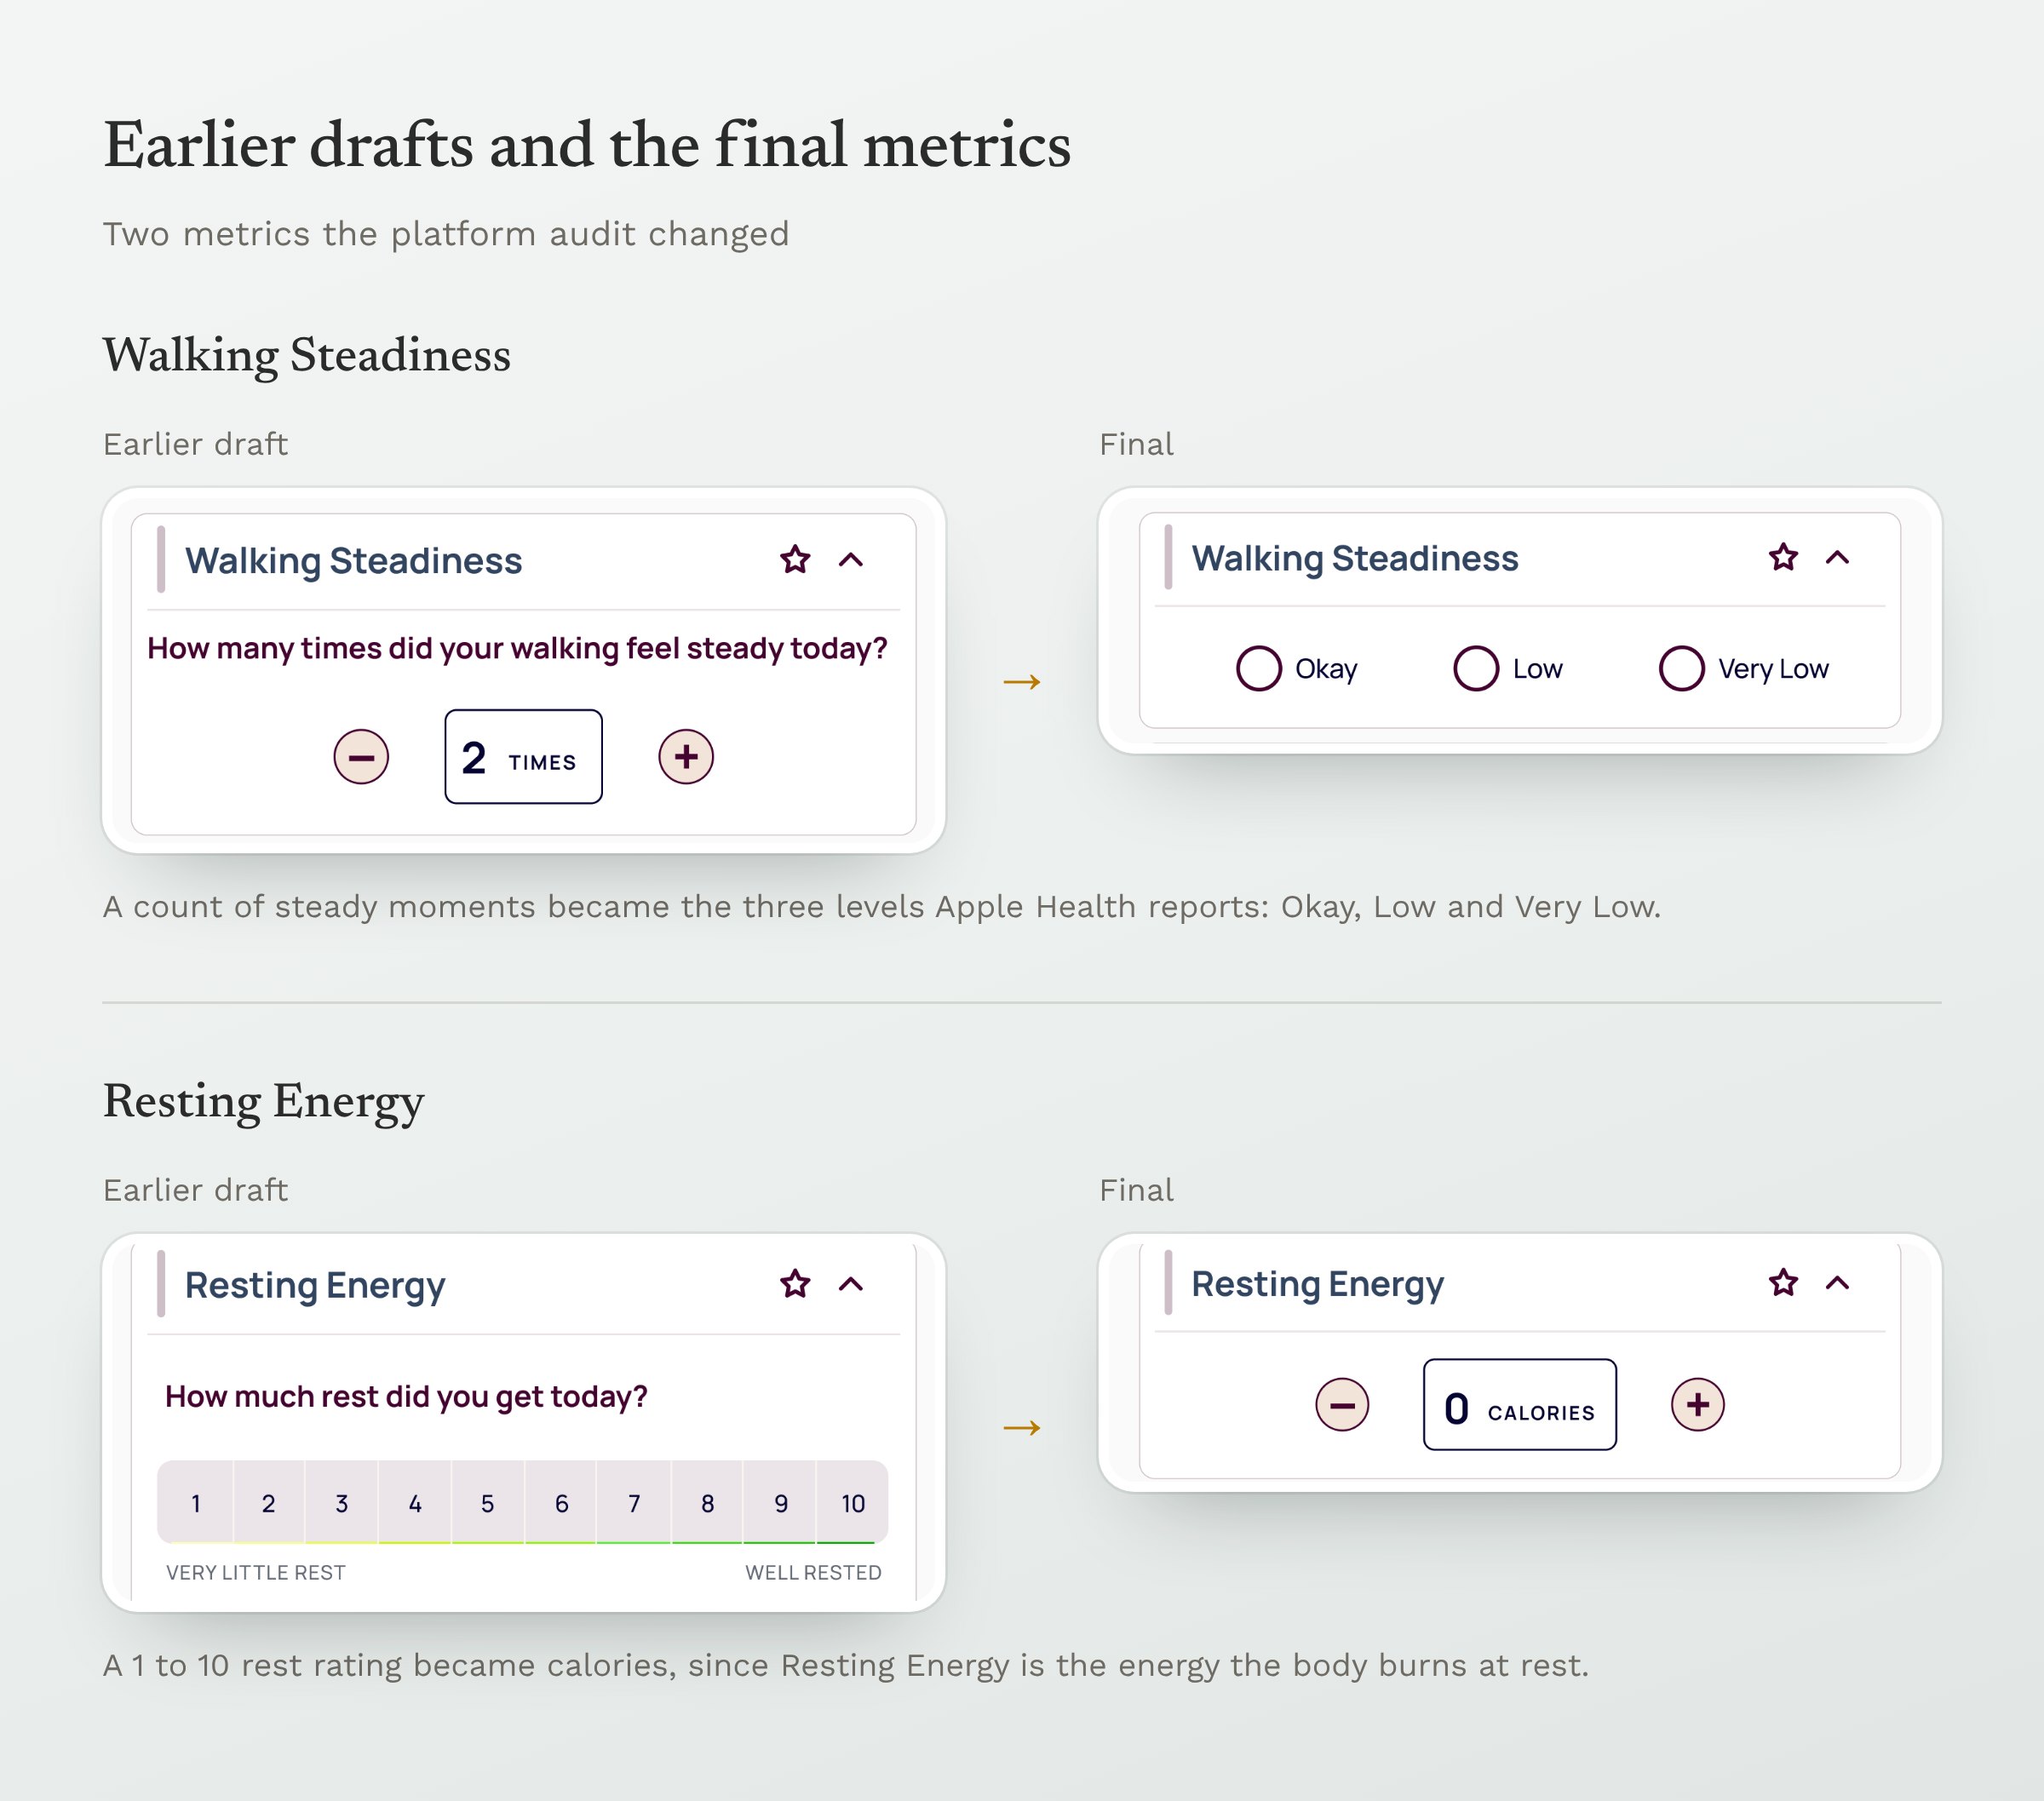 Earlier drafts and the final metrics
Two metrics the platform audit changed
Walking Steadiness
Earlier draft
Walking Steadiness
How many times did your walking feel steady today?
2 TIMES
→
Final
Walking Steadiness
Okay Low Very Low
A count of steady moments became the three levels Apple Health reports: Okay, Low and Very Low.
Resting Energy
Earlier draft
Resting Energy
How much rest did you get today?
1 2 3 4 5 6 7 8 9 10
VERY LITTLE REST WELL RESTED
→
Final
Resting Energy
0 CALORIES
A 1 to 10 rest rating became calories, since Resting Energy is the energy the body burns at rest.